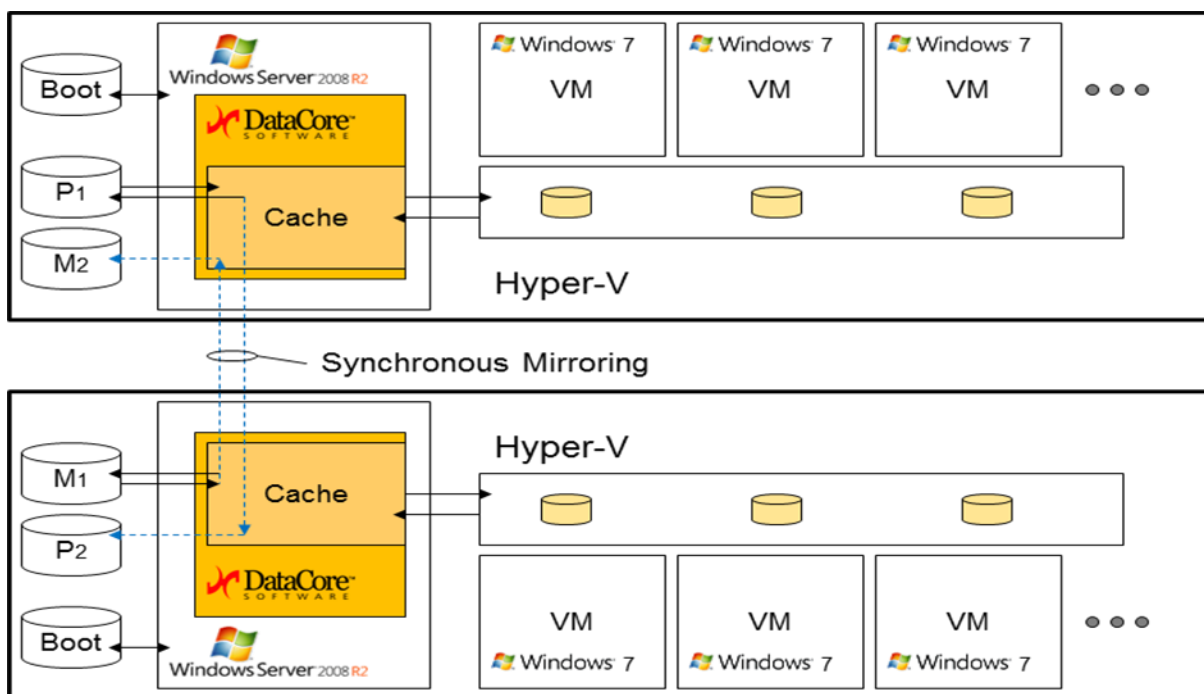 Boot
P1
M2
Windows Server 2008 R2
DataCore™
SOFTWARE
Cache
Windows® 7
VM
Windows® 7
VM
Windows® 7
VM
Hyper-V
Synchronous Mirroring
M1
P2
Boot
Cache
DataCore™
SOFTWARE
Windows Server 2008 R2
Hyper-V
VM
Windows® 7
VM
Windows® 7
VM
Windows® 7